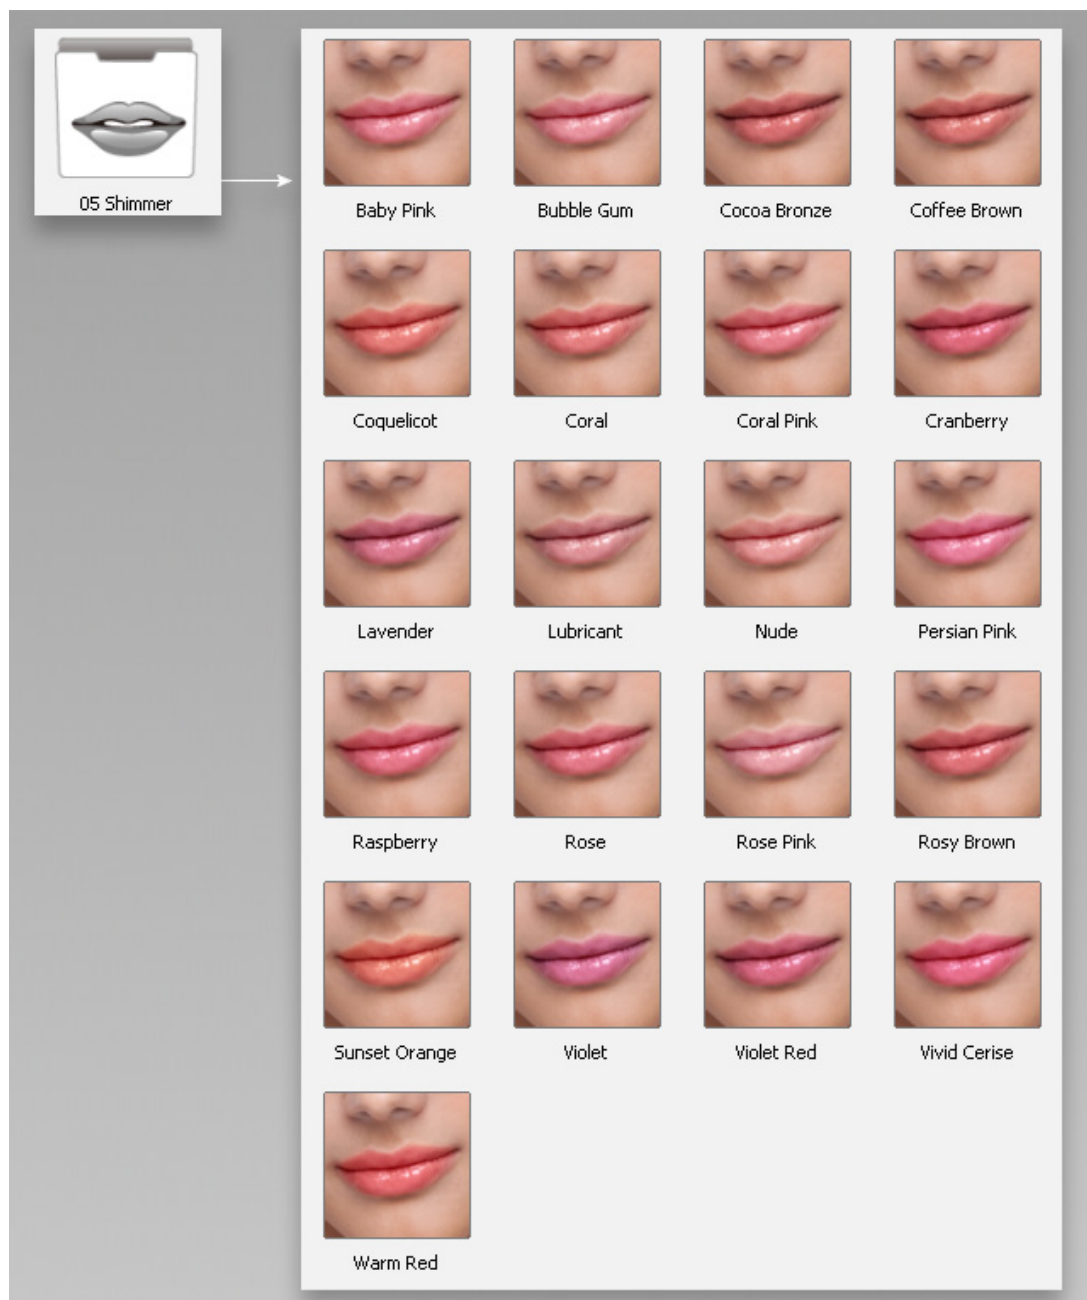 05 Shimmer
Baby Pink
Bubble Gum
Cocoa Bronze
Coffee Brown
Coquelicot
Coral
Coral Pink
Cranberry
Lavender
Lubricant
Nude
Persian Pink
Raspberry
Rose
Rose Pink
Rosy Brown
Sunset Orange
Violet
Violet Red
Vivid Cerise
Warm Red